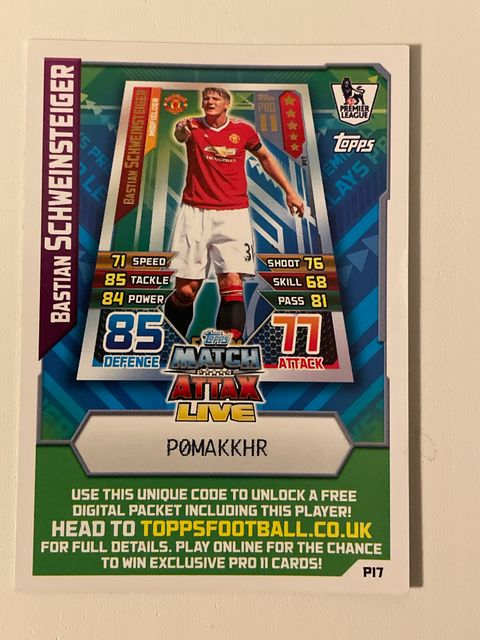 BASTIAN SCHWEINSTEIGER
PREMIER
LEAGUE
TOPPS
BASTIAN SCHWEINSTEIGER
MIDFIELDER
TOPPS
PRO
11
P17
71 SPEED
85 TACKLE
84 POWER
SHOOT 76
SKILL 68
PASS 81
85
DEFENCE
77
ATTACK
TOPPS
MATCH
ATTAX
LIVE
P0MAKKHR
USE THIS UNIQUE CODE TO UNLOCK A FREE
DIGITAL PACKET INCLUDING THIS PLAYER!
HEAD TO TOPPSFOOTBALL.CO.UK
FOR FULL DETAILS. PLAY ONLINE FOR THE CHANCE
TO WIN EXCLUSIVE PRO 11 CARDS!
P17